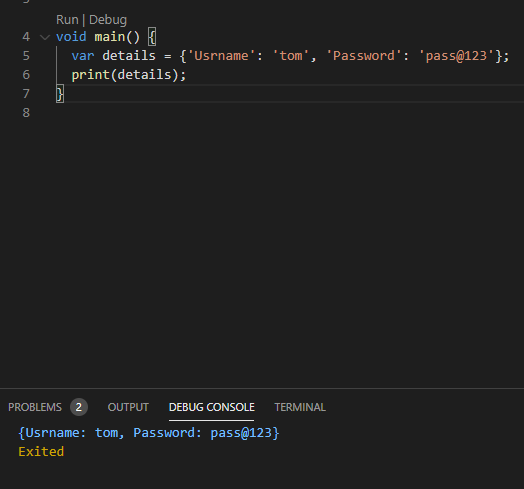 Run | Debug
4 void main() {
5 var details = {'Usrname': 'tom', 'Password': 'pass@123'};
6 print(details);
7 }
8
PROBLEMS 2 OUTPUT DEBUG CONSOLE TERMINAL
{Usrname: tom, Password: pass@123}
Exited